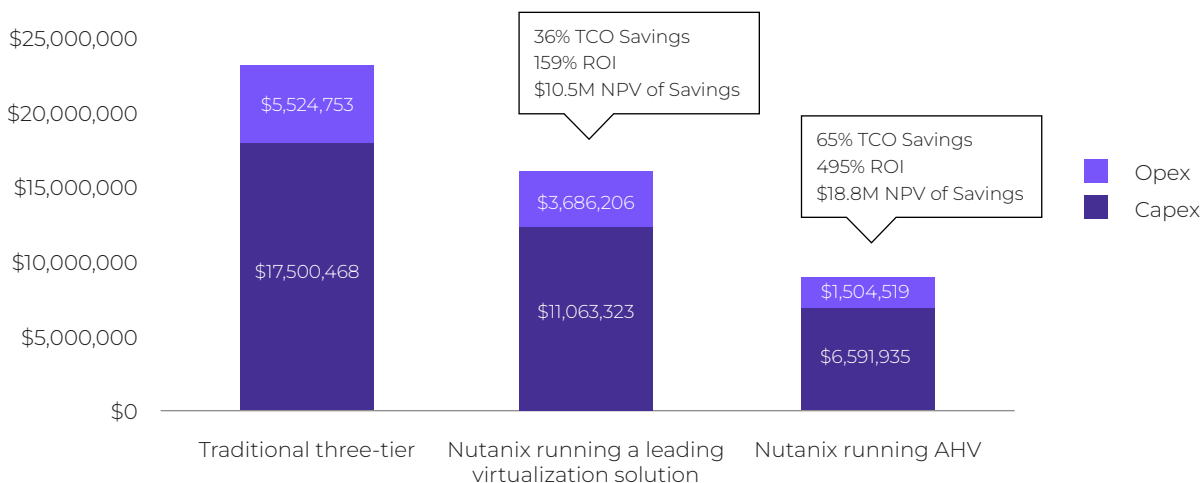 $25,000,000
$20,000,000
$15,000,000
$10,000,000
$5,000,000
$0
$5,524,753
$17,500,468
36% TCO Savings
159% ROI
$10.5M NPV of Savings
$3,686,206
$11,063,323
65% TCO Savings
495% ROI
$18.8M NPV of Savings
$1,504,519
$6,591,935
Opex
Capex
Traditional three-tier
Nutanix running a leading
virtualization solution
Nutanix running AHV